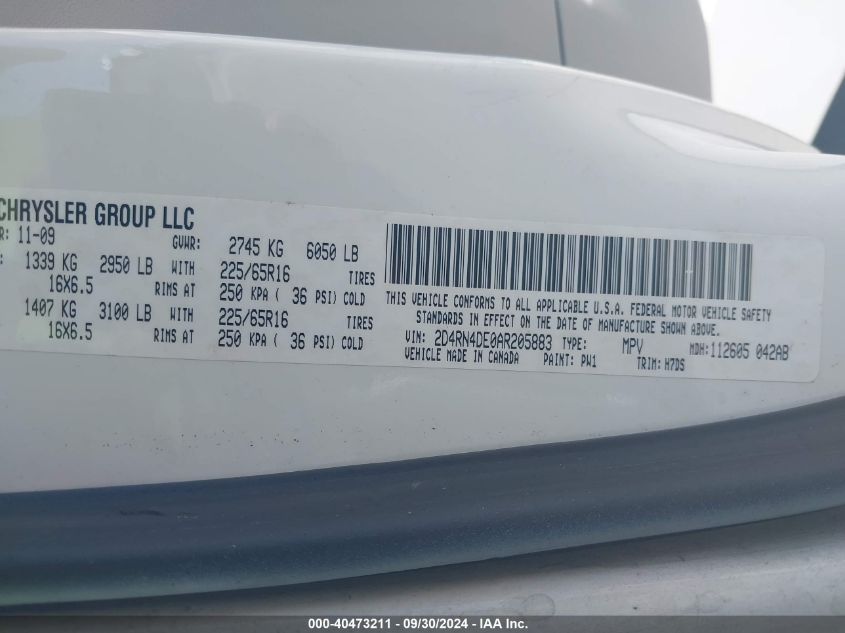 CHRYSLER GROUP LLC
R: 11-09 GVWR: 2745 KG 6050 LB
: 1339 KG 2950 LB WITH 225/65R16 TIRES
16X6.5 RIMS AT 250 KPA ( 36 PSI) COLD
1407 KG 3100 LB WITH 225/65R16 TIRES
16X6.5 RIMS AT 250 KPA ( 36 PSI) COLD
THIS VEHICLE CONFORMS TO ALL APPLICABLE U.S.A. FEDERAL MOTOR VEHICLE SAFETY
STANDARDS IN EFFECT ON THE DATE OF MANUFACTURE SHOWN ABOVE.
VIN: 2D4RN4DE0AR205883 TYPE: MPV MDH: 112605 042AB
VEHICLE MADE IN CANADA PAINT: PW1 TRIM: H7DS
000-40473211 - 09/30/2024 - IAA Inc.